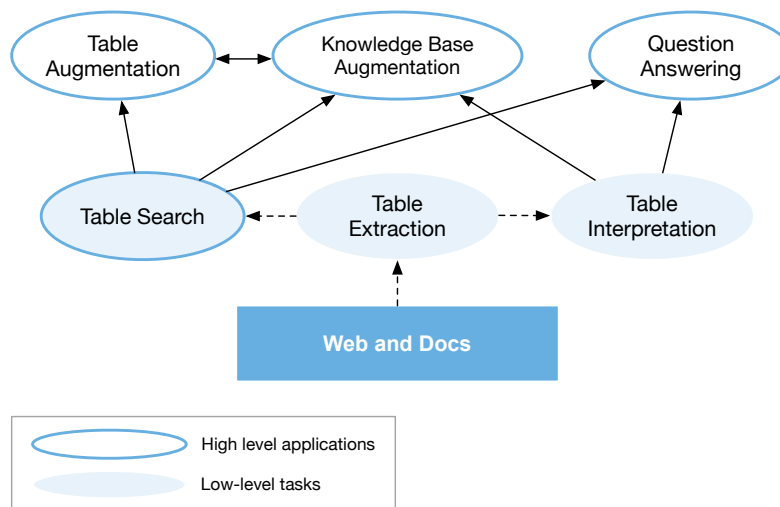 Table
Augmentation
Knowledge Base
Augmentation
Question
Answering
Table Search
Table
Extraction
Table
Interpretation
Web and Docs
High level applications
Low-level tasks